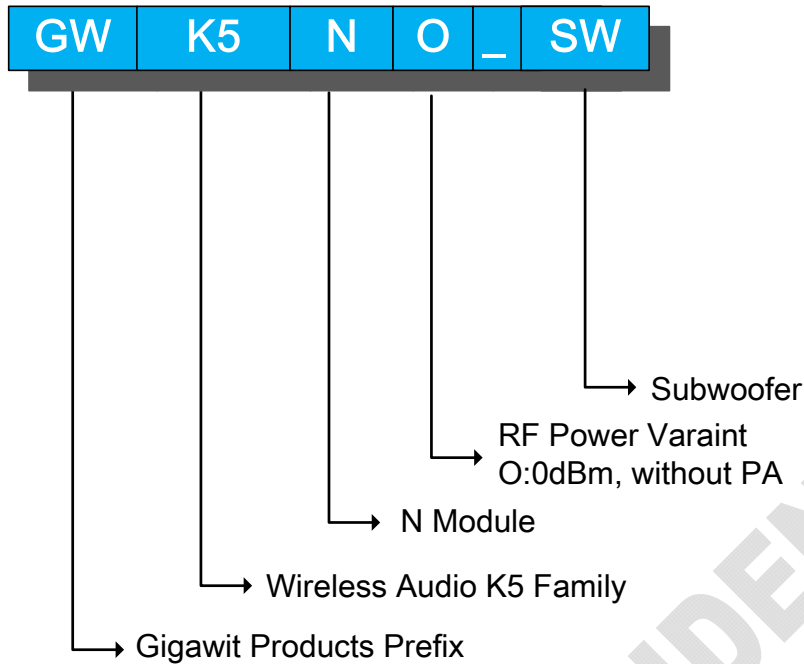 GW K5 N O _ SW
Subwoofer
RF Power Varaint
O:0dBm, without PA
N Module
Wireless Audio K5 Family
Gigawit Products Prefix